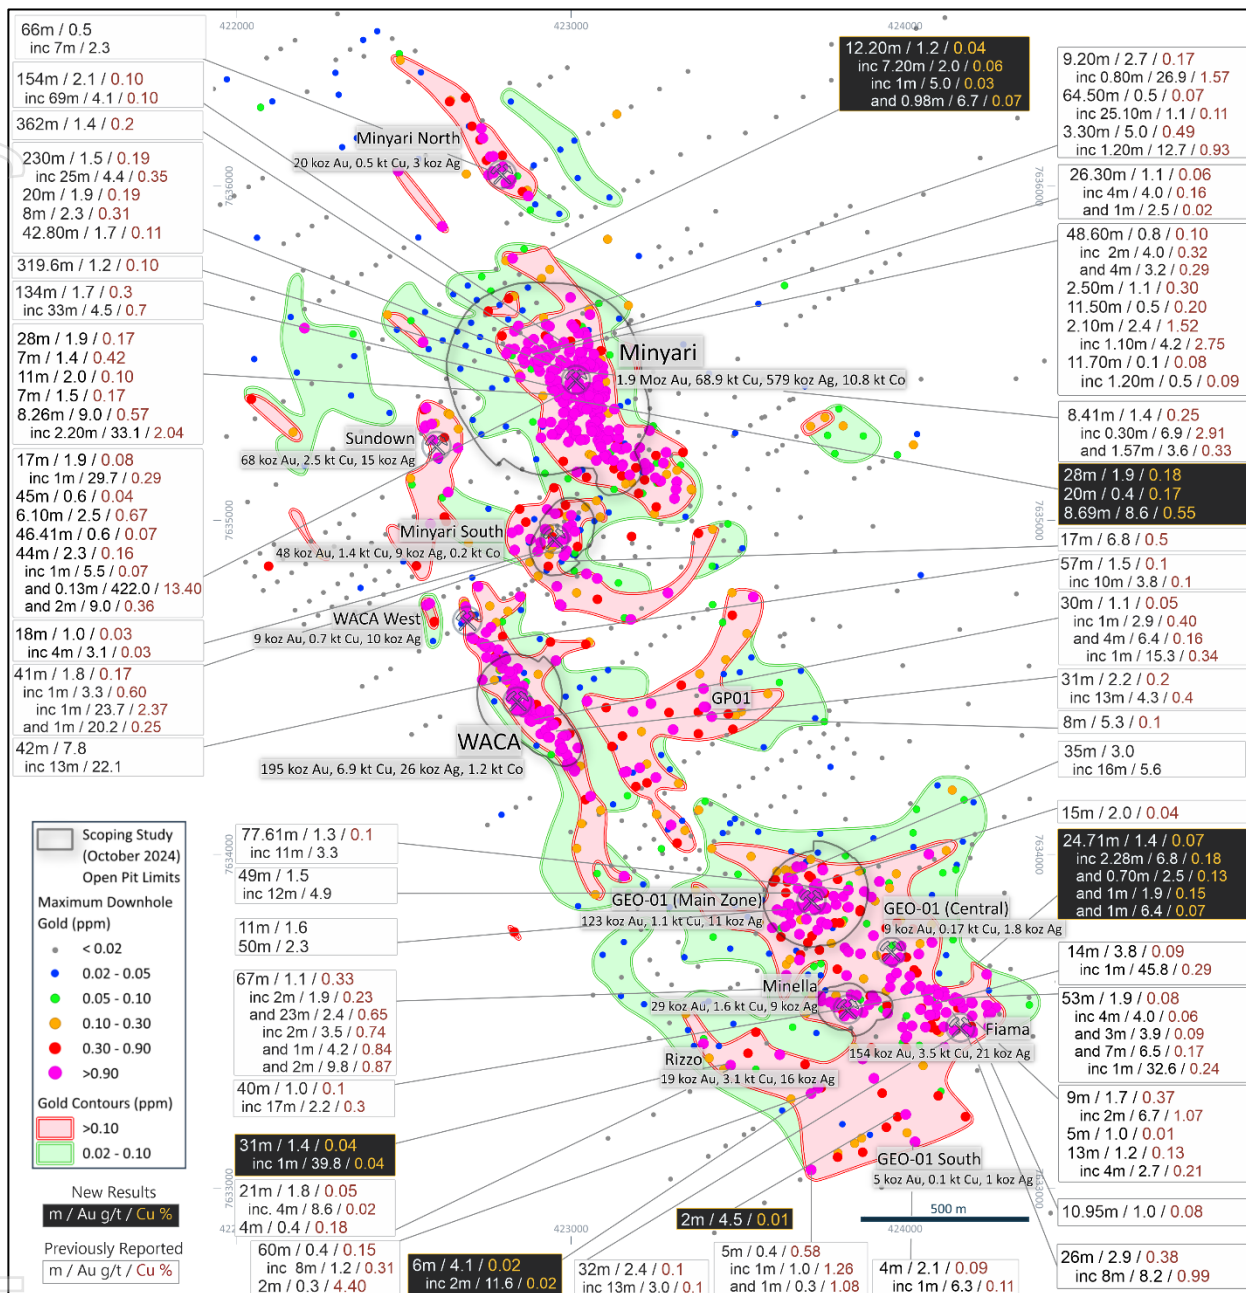 422000
423000
424000
66m / 0.5
inc 7m / 2.3
154m / 2.1 / 0.10
inc 69m / 4.1 / 0.10
362m / 1.4 / 0.2
230m / 1.5 / 0.19
inc 25m / 4.4 / 0.35
20m / 1.9 / 0.19
8m / 2.3 / 0.31
42.80m / 1.7 / 0.11
319.6m / 1.2 / 0.10
134m / 1.7 / 0.3
inc 33m / 4.5 / 0.7
28m / 1.9 / 0.17
7m / 1.4 / 0.42
11m / 2.0 / 0.10
7m / 1.5 / 0.17
8.26m / 9.0 / 0.57
inc 2.20m / 33.1 / 2.04
17m / 1.9 / 0.08
inc 1m / 29.7 / 0.29
45m / 0.6 / 0.04
6.10m / 2.5 / 0.67
46.41m / 0.6 / 0.07
44m / 2.3 / 0.16
inc 1m / 5.5 / 0.07
and 0.13m / 422.0 / 13.40
and 2m / 9.0 / 0.36
18m / 1.0 / 0.03
inc 4m / 3.1 / 0.03
41m / 1.8 / 0.17
inc 1m / 3.3 / 0.60
inc 1m / 23.7 / 2.37
and 1m / 20.2 / 0.25
42m / 7.8
inc 13m / 22.1
12.20m / 1.2 / 0.04
inc 7.20m / 2.0 / 0.06
inc 1m / 5.0 / 0.03
and 0.98m / 6.7 / 0.07
9.20m / 2.7 / 0.17
inc 0.80m / 26.9 / 1.57
64.50m / 0.5 / 0.07
inc 25.10m / 1.1 / 0.11
3.30m / 5.0 / 0.49
inc 1.20m / 12.7 / 0.93
26.30m / 1.1 / 0.06
inc 4m / 4.0 / 0.16
and 1m / 2.5 / 0.02
48.60m / 0.8 / 0.10
inc 2m / 4.0 / 0.32
and 4m / 3.2 / 0.29
2.50m / 1.1 / 0.30
11.50m / 0.5 / 0.20
2.10m / 2.4 / 1.52
inc 1.10m / 4.2 / 2.75
11.70m / 0.1 / 0.08
inc 1.20m / 0.5 / 0.09
8.41m / 1.4 / 0.25
inc 0.30m / 6.9 / 2.91
and 1.57m / 3.6 / 0.33
28m / 1.9 / 0.18
20m / 0.4 / 0.17
8.69m / 8.6 / 0.55
17m / 6.8 / 0.5
57m / 1.5 / 0.1
inc 10m / 3.8 / 0.1
30m / 1.1 / 0.05
inc 1m / 2.9 / 0.40
and 4m / 6.4 / 0.16
inc 1m / 15.3 / 0.34
31m / 2.2 / 0.2
inc 13m / 4.3 / 0.4
8m / 5.3 / 0.1
35m / 3.0
inc 16m / 5.6
15m / 2.0 / 0.04
24.71m / 1.4 / 0.07
inc 2.28m / 6.8 / 0.18
and 0.70m / 2.5 / 0.13
and 1m / 1.9 / 0.15
and 1m / 6.4 / 0.07
14m / 3.8 / 0.09
inc 1m / 45.8 / 0.29
53m / 1.9 / 0.08
inc 4m / 4.0 / 0.06
and 3m / 3.9 / 0.09
and 7m / 6.5 / 0.17
inc 1m / 32.6 / 0.24
9m / 1.7 / 0.37
inc 2m / 6.7 / 1.07
5m / 1.0 / 0.01
13m / 1.2 / 0.13
inc 4m / 2.7 / 0.21
10.95m / 1.0 / 0.08
26m / 2.9 / 0.38
inc 8m / 8.2 / 0.99
7636000
7636000
7635000
7635000
7634000
7634000
7633000
7633000
Minyari North
20 koz Au, 0.5 kt Cu, 3 koz Ag
Minyari
1.9 Moz Au, 68.9 kt Cu, 579 koz Ag, 10.8 kt Co
Sundown
68 koz Au, 2.5 kt Cu, 15 koz Ag
Minyari South
48 koz Au, 1.4 kt Cu, 9 koz Ag, 0.2 kt Co
WACA West
9 koz Au, 0.7 kt Cu, 10 koz Ag
GP01
WACA
195 koz Au, 6.9 kt Cu, 26 koz Ag, 1.2 kt Co
GEO-01 (Main Zone)
123 koz Au, 1.1 kt Cu, 11 koz Ag
GEO-01 (Central)
9 koz Au, 0.17 kt Cu, 1.8 koz Ag
Minella
29 koz Au, 1.6 kt Cu, 9 koz Ag
Fiama
154 koz Au, 3.5 kt Cu, 21 koz Ag
Rizzo
19 koz Au, 3.1 kt Cu, 16 koz Ag
GEO-01 South
5 koz Au, 0.1 kt Cu, 1 koz Ag
77.61m / 1.3 / 0.1
inc 11m / 3.3
49m / 1.5
inc 12m / 4.9
11m / 1.6
50m / 2.3
67m / 1.1 / 0.33
inc 2m / 1.9 / 0.23
and 23m / 2.4 / 0.65
inc 2m / 3.5 / 0.74
and 1m / 4.2 / 0.84
and 2m / 9.8 / 0.87
40m / 1.0 / 0.1
inc 17m / 2.2 / 0.3
31m / 1.4 / 0.04
inc 1m / 39.8 / 0.04
21m / 1.8 / 0.05
inc. 4m / 8.6 / 0.02
4m / 0.4 / 0.18
60m / 0.4 / 0.15
inc 8m / 1.2 / 0.31
2m / 0.3 / 4.40
6m / 4.1 / 0.02
inc 2m / 11.6 / 0.02
32m / 2.4 / 0.1
inc 13m / 3.0 / 0.1
2m / 4.5 / 0.01
5m / 0.4 / 0.58
inc 1m / 1.0 / 1.26
and 1m / 0.3 / 1.08
4m / 2.1 / 0.09
inc 1m / 6.3 / 0.11
500 m
423000
424000
Scoping Study
(October 2024)
Open Pit Limits
Maximum Downhole
Gold (ppm)
< 0.02
0.02 - 0.05
0.05 - 0.10
0.10 - 0.30
0.30 - 0.90
>0.90
Gold Contours (ppm)
>0.10
0.02 - 0.10
New Results
m / Au g/t / Cu %
Previously Reported
m / Au g/t / Cu %